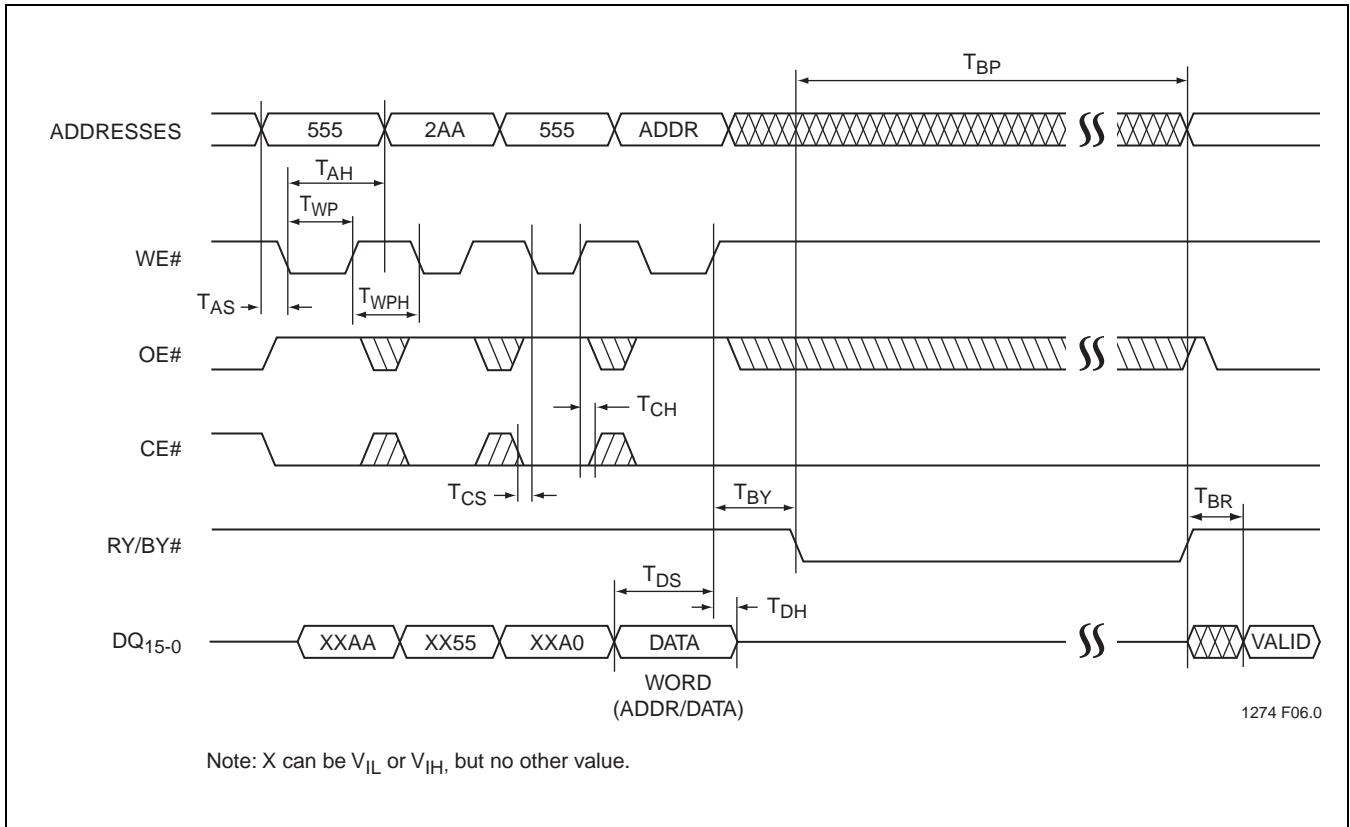 TBP
ADDRESSES 555 2AA 555 ADDR
TAH
TWP
WE#
TAS TWPH
OE#
TCH
CE#
TCS TBY TBR
RY/BY#
TDS
TDH
DQ15-0 XXAA XX55 XXA0 DATA VALID
WORD
(ADDR/DATA)
1274 F06.0
Note: X can be VIL or VIH, but no other value.